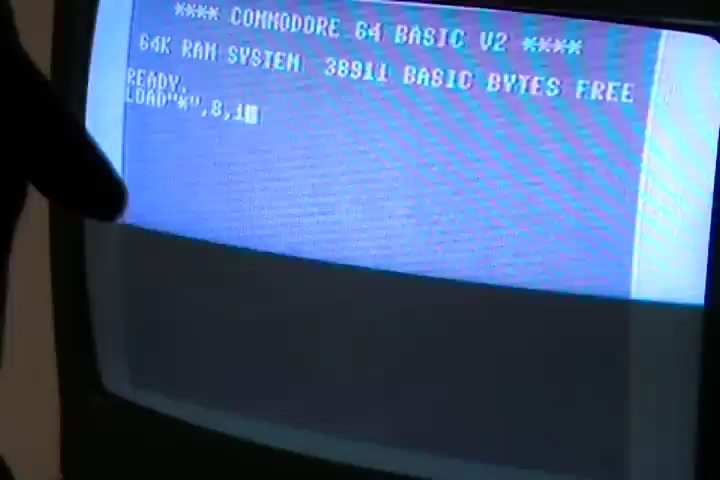 **** COMMODORE 64 BASIC V2 ****
64K RAM SYSTEM 38911 BASIC BYTES FREE
READY.
LOAD"*",8,1